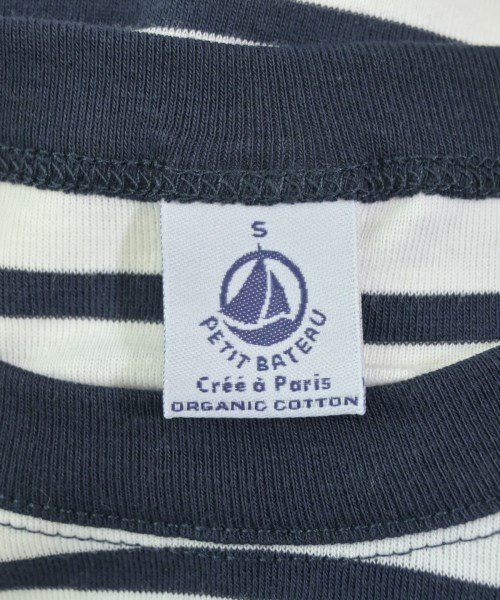 S
PETIT BATEAU
Créé à Paris
ORGANIC COTTON